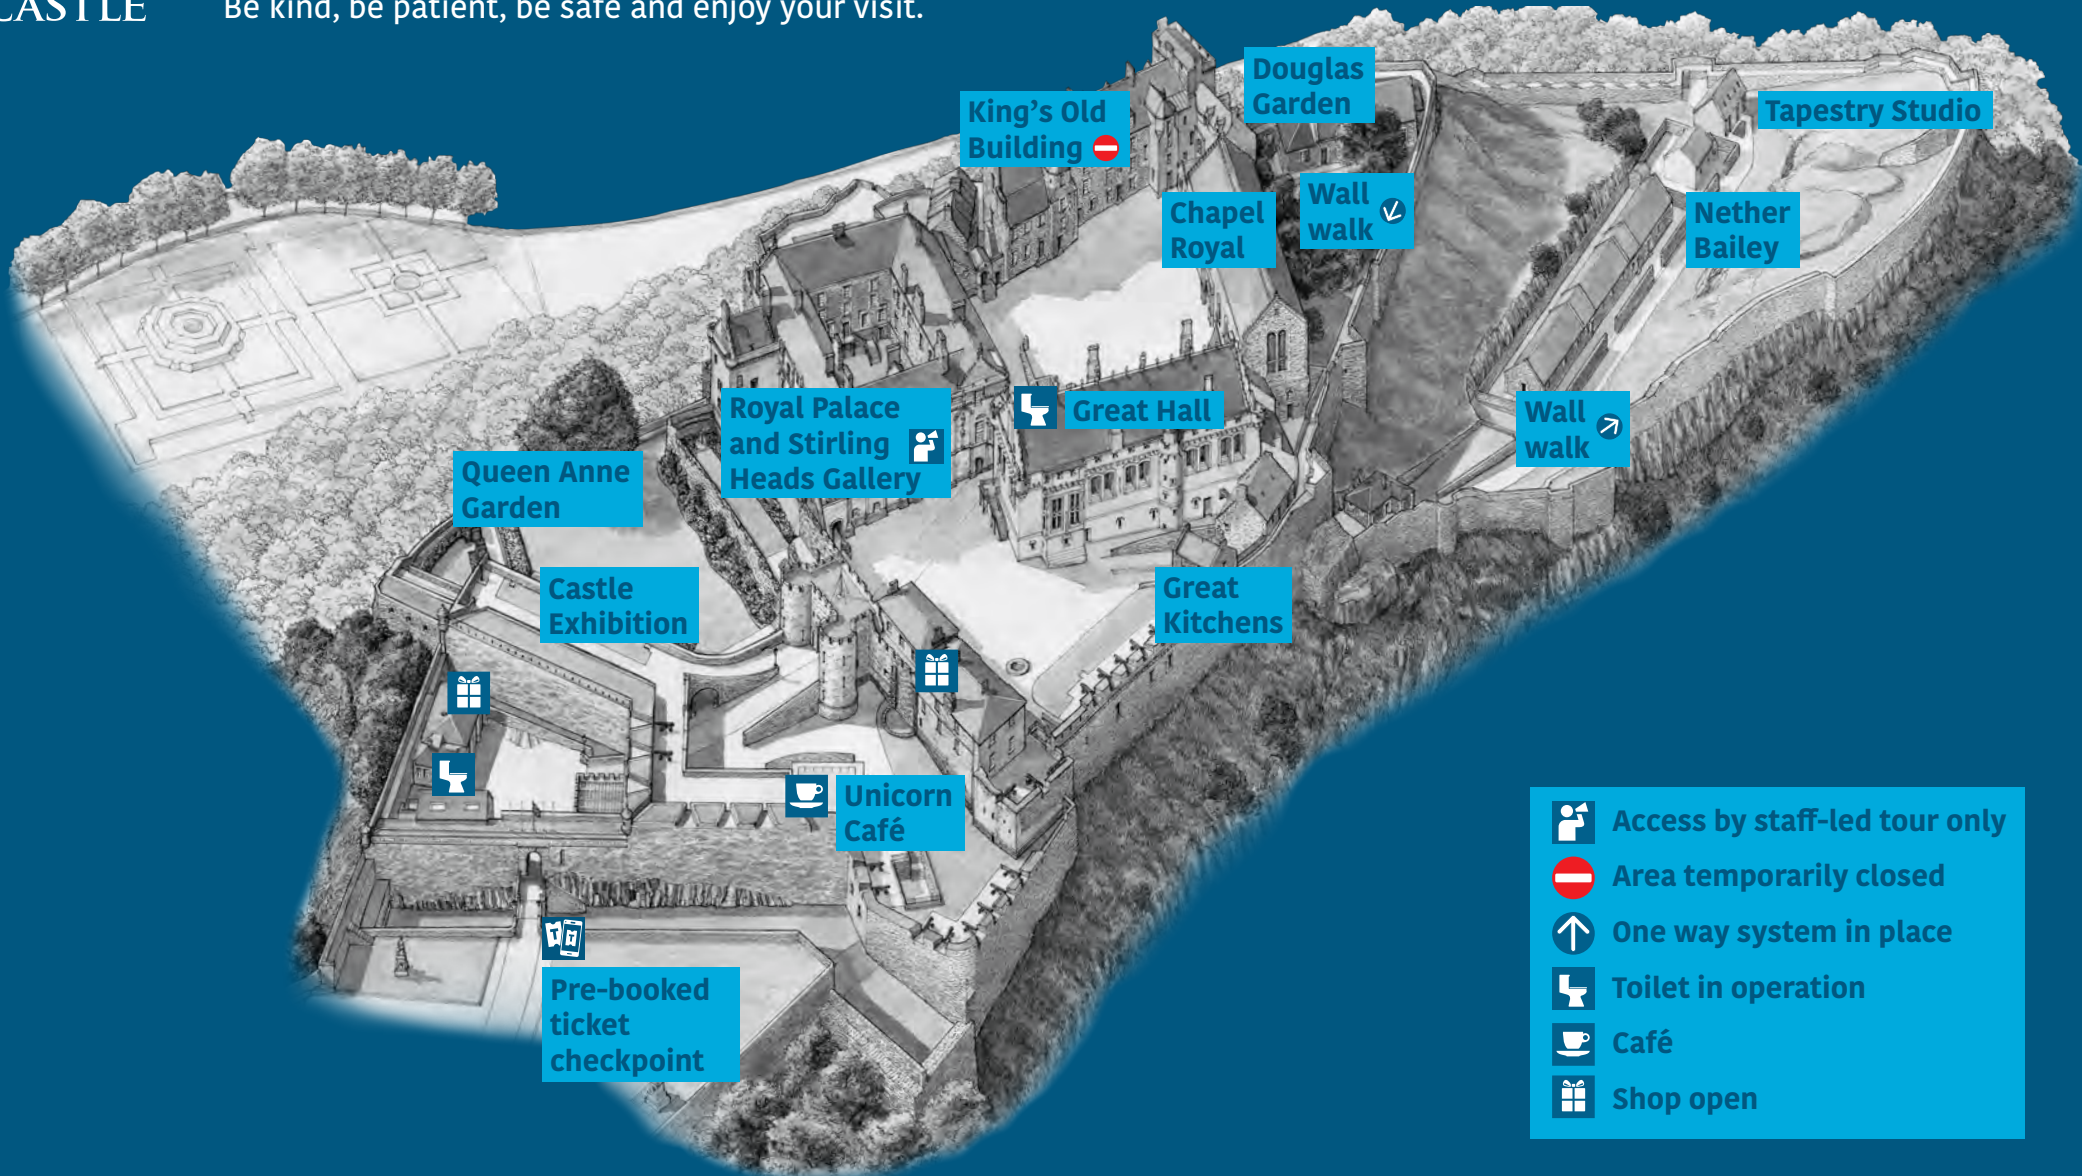 CASTLE
Be kind, be patient, be safe and enjoy your visit.
Douglas
Garden
King's Old
Building
Tapestry Studio
Wall
walk
Chapel
Royal
Nether
Bailey
Royal Palace
and Stirling
Heads Gallery
Great Hall
Wall
walk
Queen Anne
Garden
Castle
Exhibition
Great
Kitchens
Unicorn
Café
Pre-booked
ticket
checkpoint
Access by staff-led tour only
Area temporarily closed
One way system in place
Toilet in operation
Café
Shop open